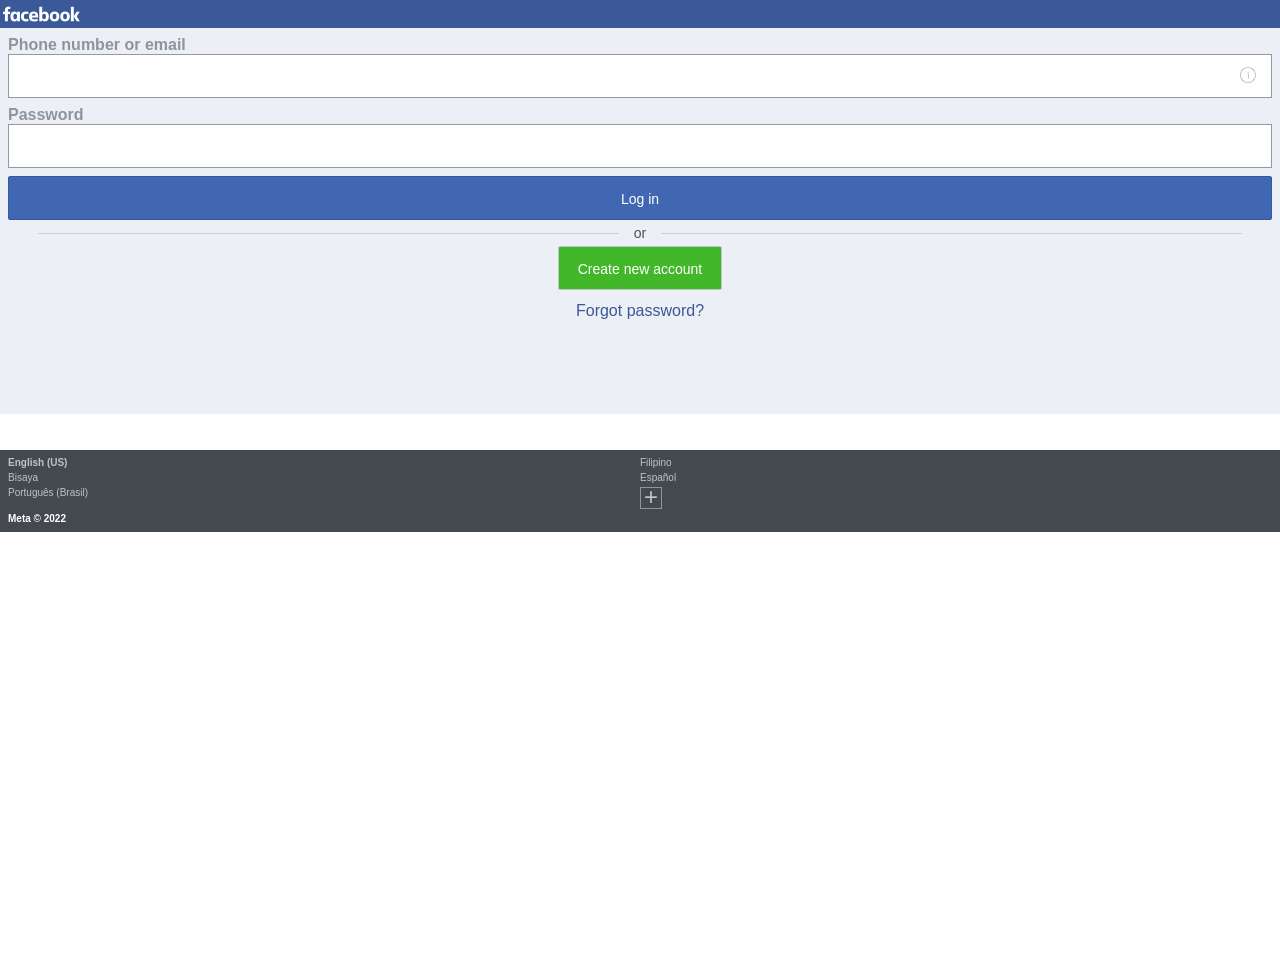 facebook
Phone number or email
Password
Log in
or
Create new account
Forgot password?
English (US)
Bisaya
Português (Brasil)
Filipino
Español
Meta © 2022